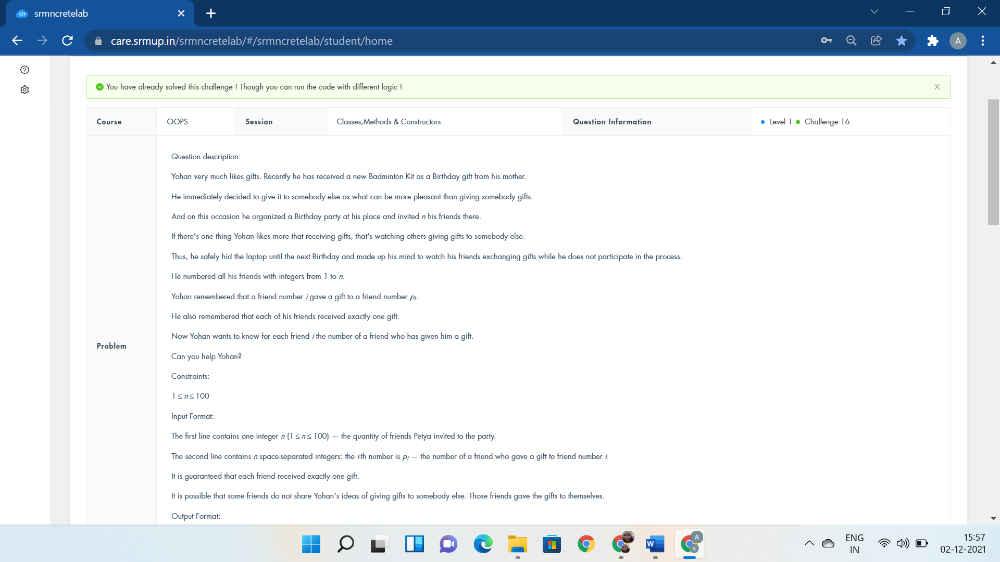 srmncretelab
care.srmup.in/srmncretelab/#/srmncretelab/student/home
A
You have already solved this challenge ! Though you can run the code with different logic !
Course OOPS Session Classes,Methods & Constructors Question Information Level 1 Challenge 16
Question description:
Yohan very much likes gifts. Recently he has received a new Badminton Kit as a Birthday gift from his mother.
He immediately decided to give it to somebody else as what can be more pleasant than giving somebody gifts.
And on this occasion he organized a Birthday party at his place and invited n his friends there.
If there's one thing Yohan likes more that receiving gifts, that's watching others giving gifts to somebody else.
Thus, he safely hid the laptop until the next Birthday and made up his mind to watch his friends exchanging gifts while he does not participate in the process.
He numbered all his friends with integers from 1 to n.
Yohan remembered that a friend number i gave a gift to a friend number pi.
He also remembered that each of his friends received exactly one gift.
Now Yohan wants to know for each friend i the number of a friend who has given him a gift.
Problem
Can you help Yohan?
Constraints:
1 ≤ n ≤ 100
Input Format:
The first line contains one integer n (1 ≤ n ≤ 100) — the quantity of friends Petya invited to the party.
The second line contains n space-separated integers: the i-th number is pi — the number of a friend who gave a gift to friend number i.
It is guaranteed that each friend received exactly one gift.
It is possible that some friends do not share Yohan's ideas of giving gifts to somebody else. Those friends gave the gifts to themselves.
Output Format:
W
A
A
ENG
IN
15:57
02-12-2021